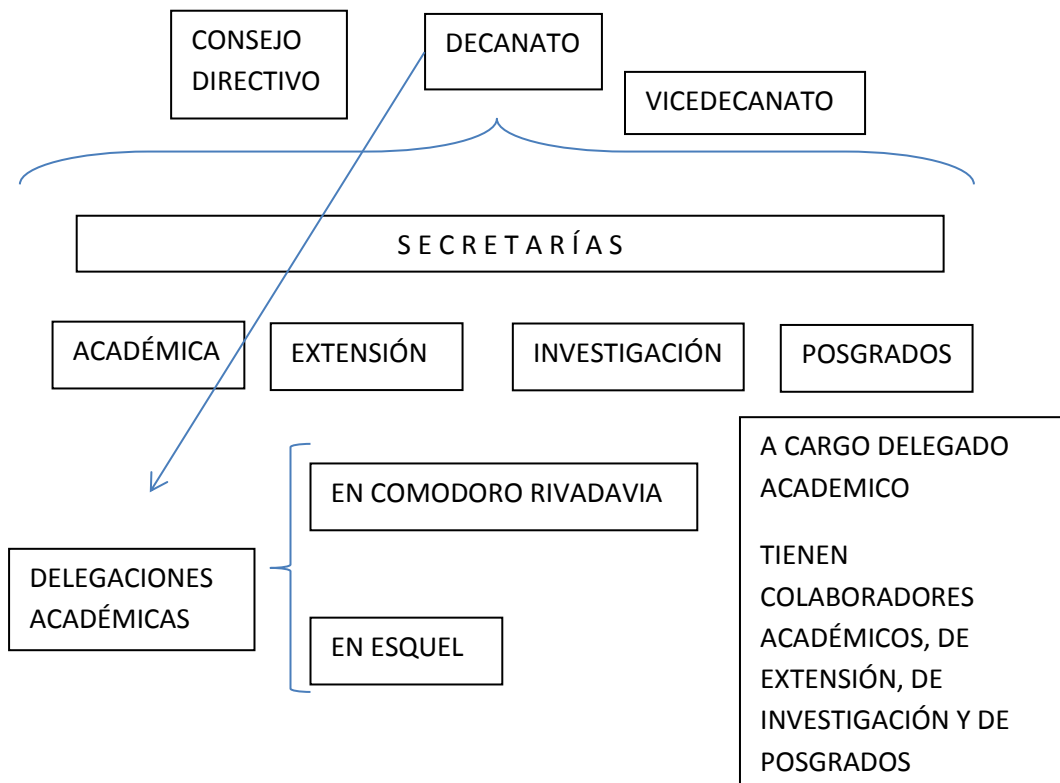 CONSEJO
DIRECTIVO
DECANATO
VICEDECANATO
S E C R E T A R Í A S
ACADÉMICA
EXTENSIÓN
INVESTIGACIÓN
POSGRADOS
DELEGACIONES
ACADÉMICAS
EN COMODORO RIVADAVIA
EN ESQUEL
A CARGO DELEGADO
ACADEMICO
TIENEN
COLABORADORES
ACADÉMICOS, DE
EXTENSIÓN, DE
INVESTIGACIÓN Y DE
POSGRADOS